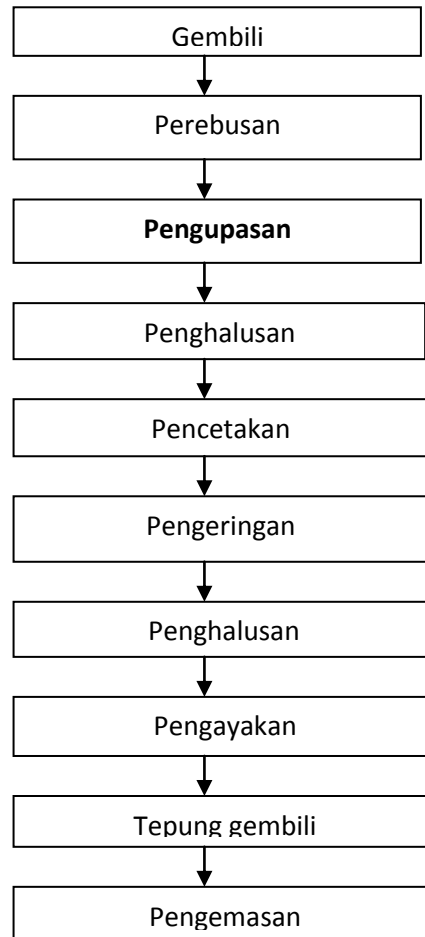 Gembili
Perebusan
Pengupasan
Penghalusan
Pencetakan
Pengeringan
Penghalusan
Pengayakan
Tepung gembili
Pengemasan